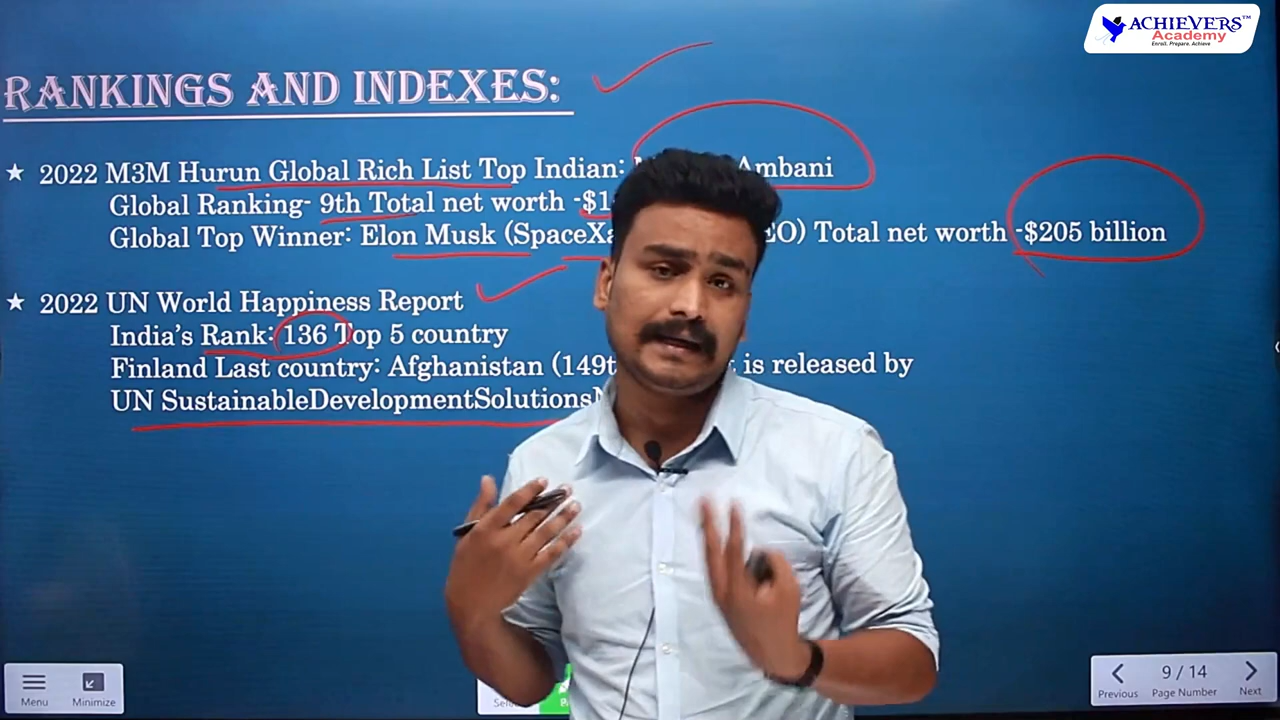 ACHIEVERS™
Academy
Enroll. Prepare. Achieve
RANKINGS AND INDEXES:
★ 2022 M3M Hurun Global Rich List Top Indian: Ambani
Global Ranking- 9th Total net worth -$1
Global Top Winner: Elon Musk (SpaceX EO) Total net worth -$205 billion
★ 2022 UN World Happiness Report
India's Rank: 136 Top 5 country
Finland Last country: Afghanistan (149t is released by
UN SustainableDevelopmentSolutions
Menu
Minimize
Previous
9 / 14
Page Number
Next